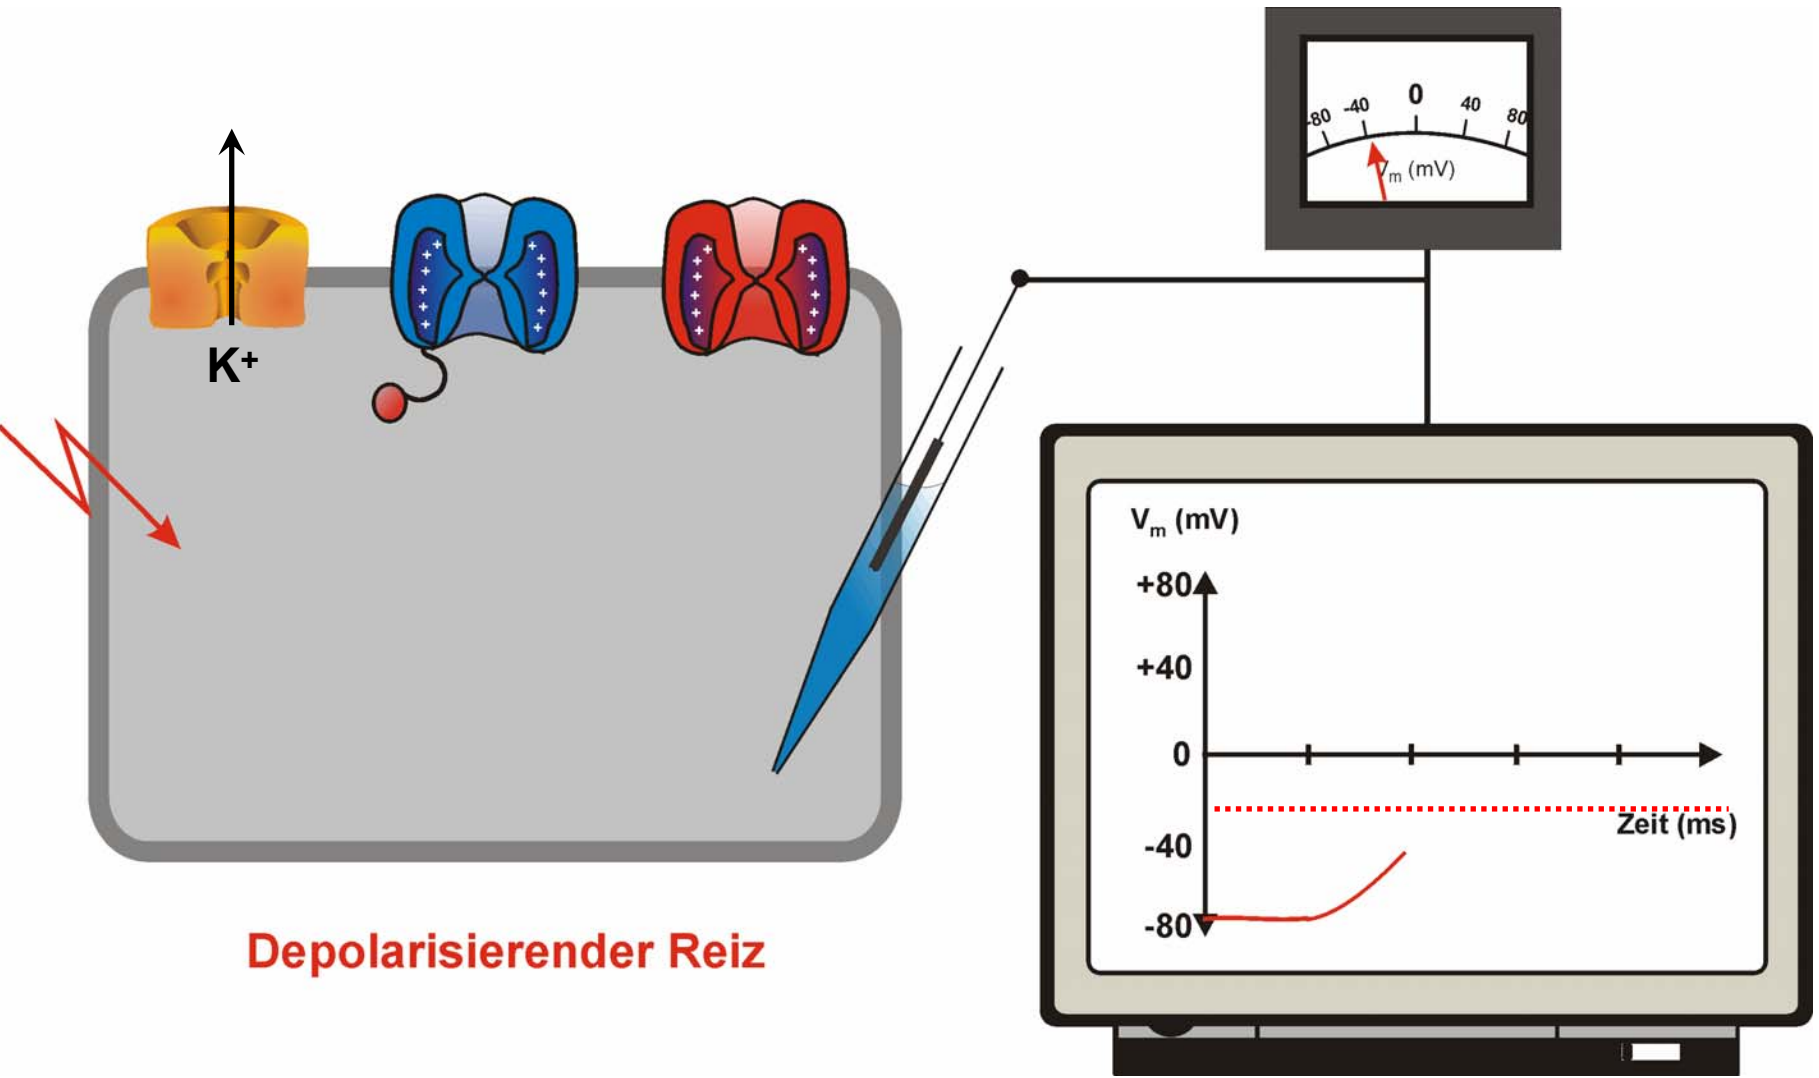 -80 -40 0 40 80
Vm (mV)
K+
+ + + + +
+ + + + +
+ + + + +
+ + + + +
Vm (mV)
+80
+40
0
Zeit (ms)
-40
-80
Depolarisierender Reiz